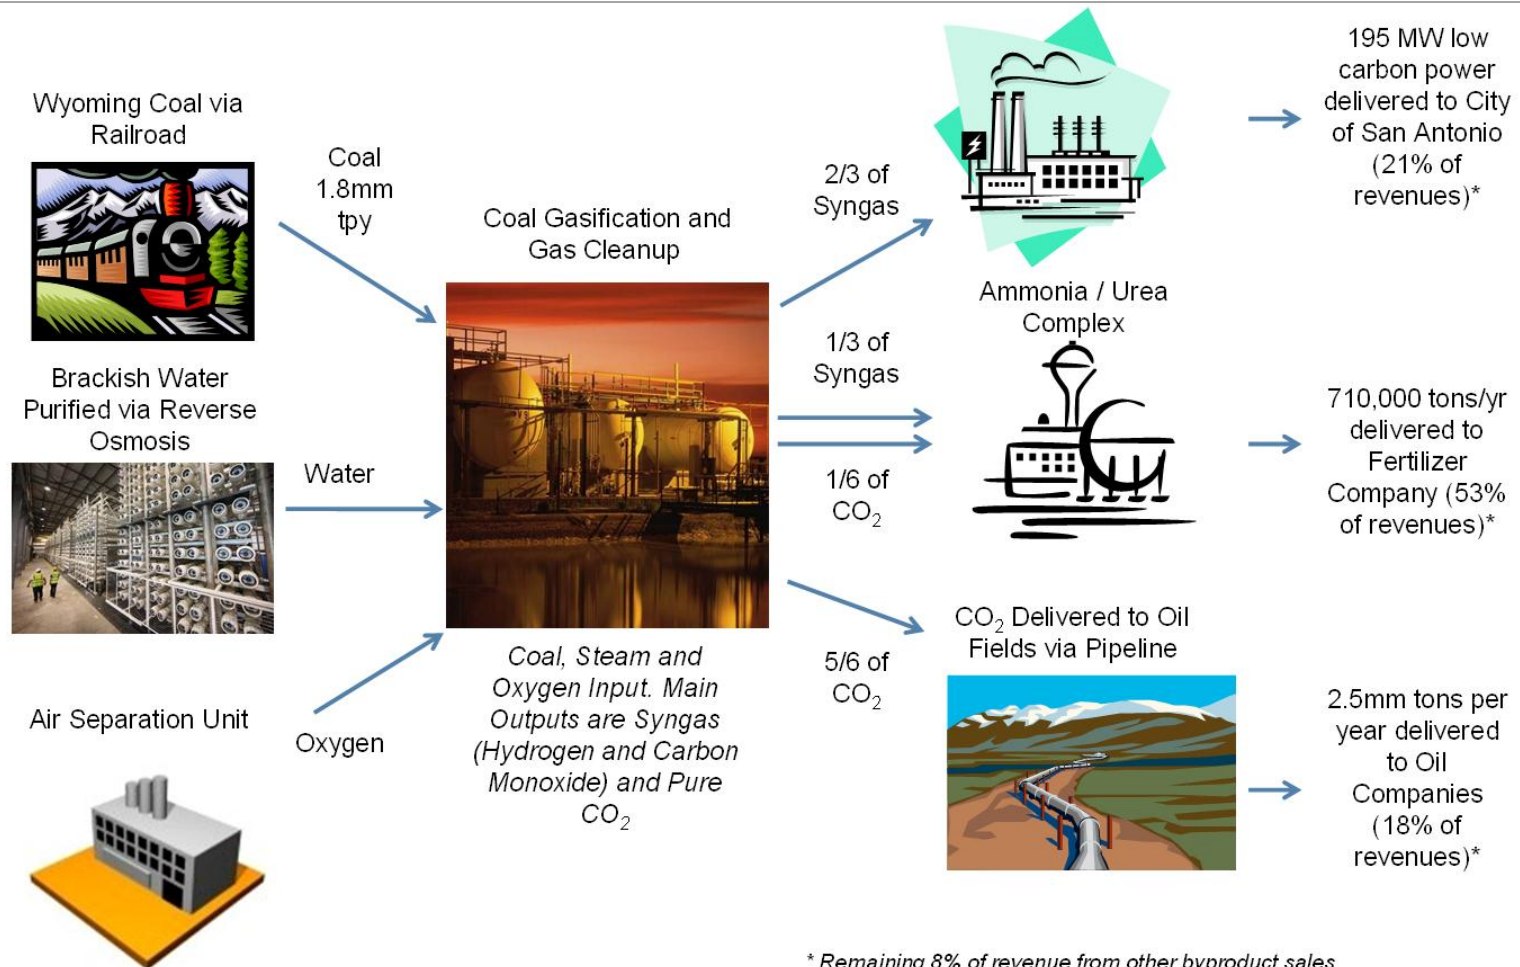 Wyoming Coal via
Railroad
Coal
1.8mm
tpy
Brackish Water
Purified via Reverse
Osmosis
Water
Air Separation Unit
Oxygen
Coal Gasification and
Gas Cleanup
Coal, Steam and
Oxygen Input. Main
Outputs are Syngas
(Hydrogen and Carbon
Monoxide) and Pure
CO₂
2/3 of
Syngas
195 MW low
carbon power
delivered to City
of San Antonio
(21% of
revenues)*
Ammonia / Urea
Complex
1/3 of
Syngas
1/6 of
CO₂
710,000 tons/yr
delivered to
Fertilizer
Company (53%
of revenues)*
5/6 of
CO₂
CO₂ Delivered to Oil
Fields via Pipeline
2.5mm tons per
year delivered
to Oil
Companies
(18% of
revenues)*
* Remaining 8% of revenue from other byproduct sales